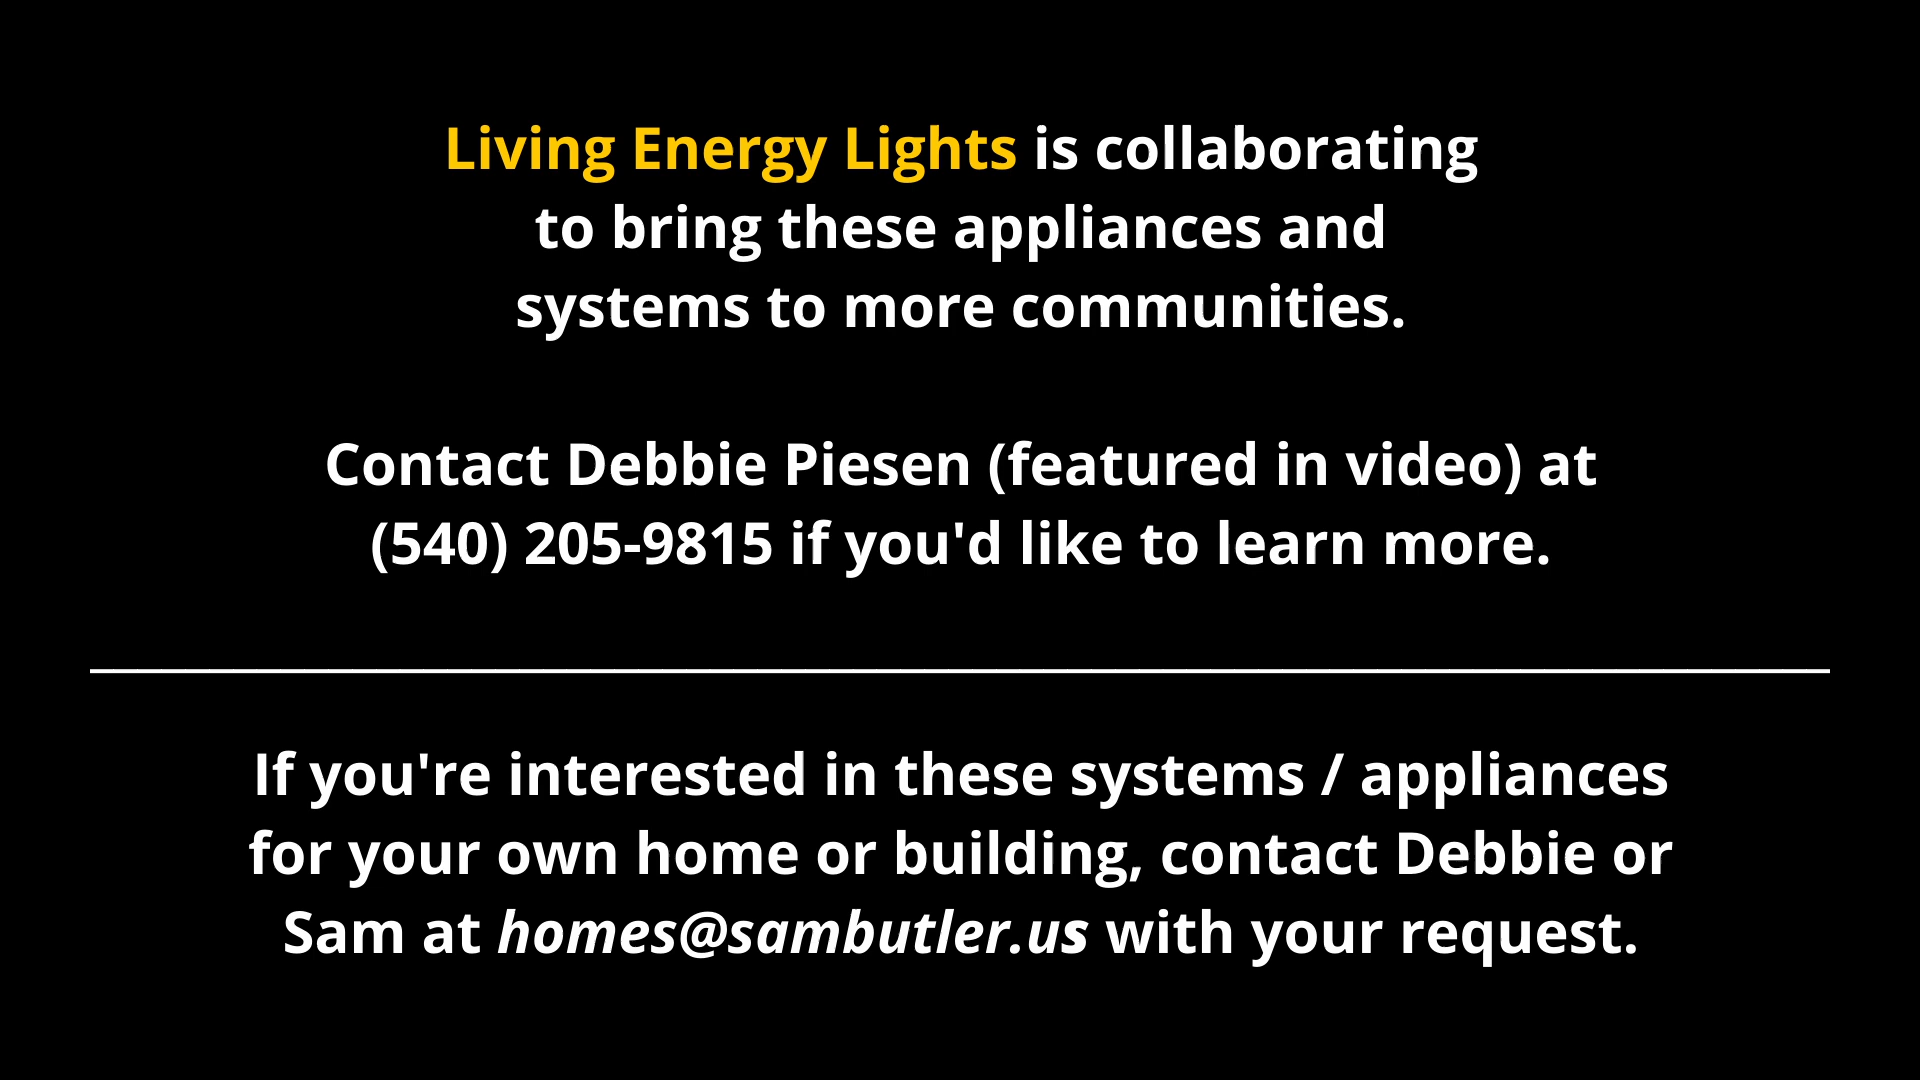 Living Energy Lights is collaborating
to bring these appliances and
systems to more communities.
Contact Debbie Piesen (featured in video) at
(540) 205-9815 if you'd like to learn more.
If you're interested in these systems / appliances
for your own home or building, contact Debbie or
Sam at homes@sambutler.us with your request.